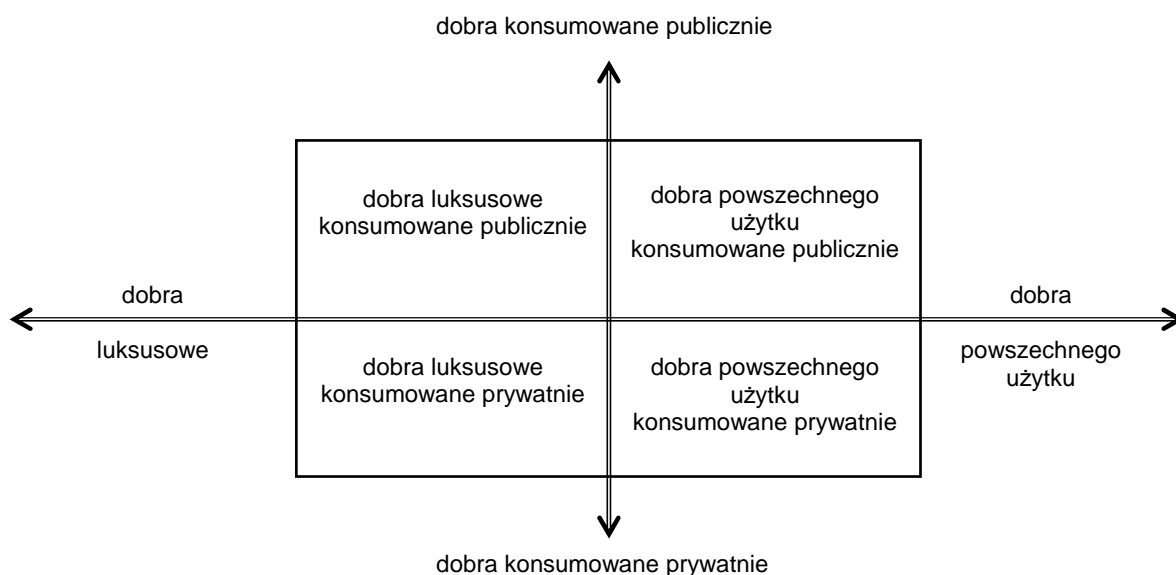 dobra konsumowane publicznie
dobra luksusowe
konsumowane publicznie
dobra powszechnego
użytku
konsumowane publicznie
dobra
luksusowe
dobra
powszechnego
użytku
dobra luksusowe
konsumowane prywatnie
dobra powszechnego
użytku
konsumowane prywatnie
dobra konsumowane prywatnie